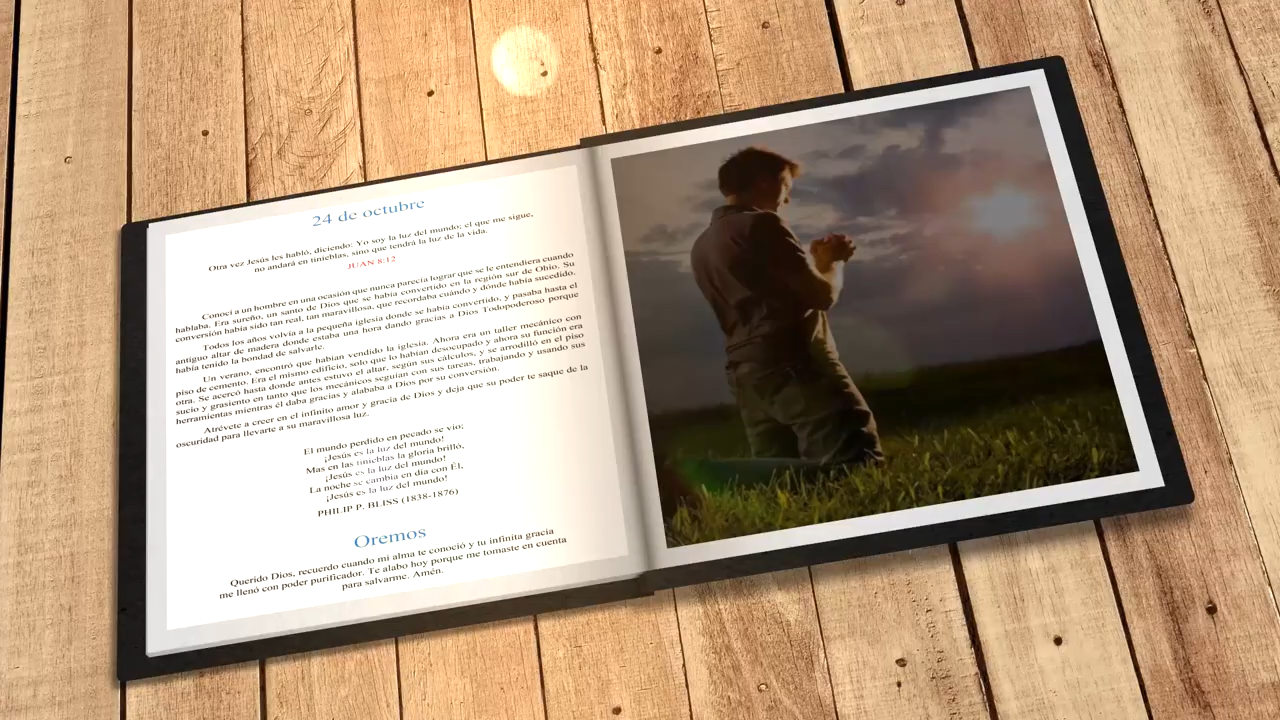 24 de octubre
Otra vez Jesús les habló, diciendo: Yo soy la luz del mundo; el que me sigue,
no andará en tinieblas, sino que tendrá la luz de la vida.
JUAN 8:12
Conocí a un hombre en una ocasión que nunca parecía lograr que se le entendiera cuando
hablaba. Era sureño, un santo de Dios que se había convertido en la región sur de Ohio. Su
conversión había sido tan real, tan maravillosa, que recordaba cuándo y dónde había sucedido.
Todos los años volvía a la pequeña iglesia donde se había convertido, y pasaba hasta el
antiguo altar de madera donde estaba una hora dando gracias a Dios Todopoderoso porque
había tenido la bondad de salvarle.
Un verano, encontró que habían vendido la iglesia. Ahora era un taller mecánico con
piso de cemento. Era el mismo edificio, solo que lo habían desocupado y ahora su función era
otra. Se acercó hasta donde antes estuvo el altar, según sus cálculos, y se arrodilló en el piso
sucio y grasiento en tanto que los mecánicos seguían con sus tareas, trabajando y usando sus
herramientas mientras él daba gracias y alababa a Dios por su conversión.
Atrévete a creer en el infinito amor y gracia de Dios y deja que su poder te saque de la
oscuridad para llevarte a su maravillosa luz.
El mundo perdido en pecado se vio;
¡Jesús es la luz del mundo!
Mas en las tinieblas la gloria brilló,
¡Jesús es la luz del mundo!
La noche se cambia en día con Él,
¡Jesús es la luz del mundo!
PHILIP P. BLISS (1838-1876)
Oremos
Querido Dios, recuerdo cuando mi alma te conoció y tu infinita gracia
me llenó con poder purificador. Te alabo hoy porque me tomaste en cuenta
para salvarme. Amén.